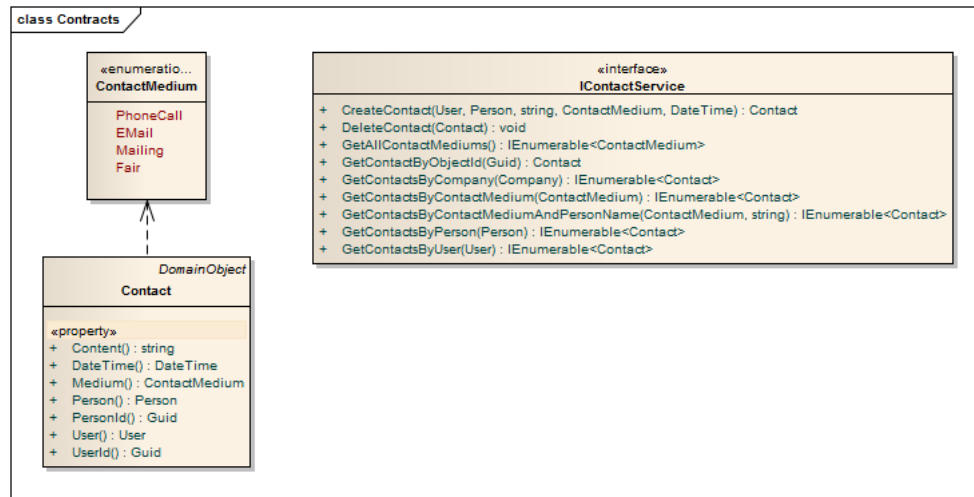 class Contracts
«enumeratio...
ContactMedium
PhoneCall
EMail
Mailing
Fair
«interface»
IContactService
+ CreateContact(User, Person, string, ContactMedium, DateTime) : Contact
+ DeleteContact(Contact) : void
+ GetAllContactMediums() : IEnumerable<ContactMedium>
+ GetContactByObjectId(Guid) : Contact
+ GetContactsByCompany(Company) : IEnumerable<Contact>
+ GetContactsByContactMedium(ContactMedium) : IEnumerable<Contact>
+ GetContactsByContactMediumAndPersonName(ContactMedium, string) : IEnumerable<Contact>
+ GetContactsByPerson(Person) : IEnumerable<Contact>
+ GetContactsByUser(User) : IEnumerable<Contact>
DomainObject
Contact
«property»
+ Content() : string
+ DateTime() : DateTime
+ Medium() : ContactMedium
+ Person() : Person
+ PersonId() : Guid
+ User() : User
+ UserId() : Guid